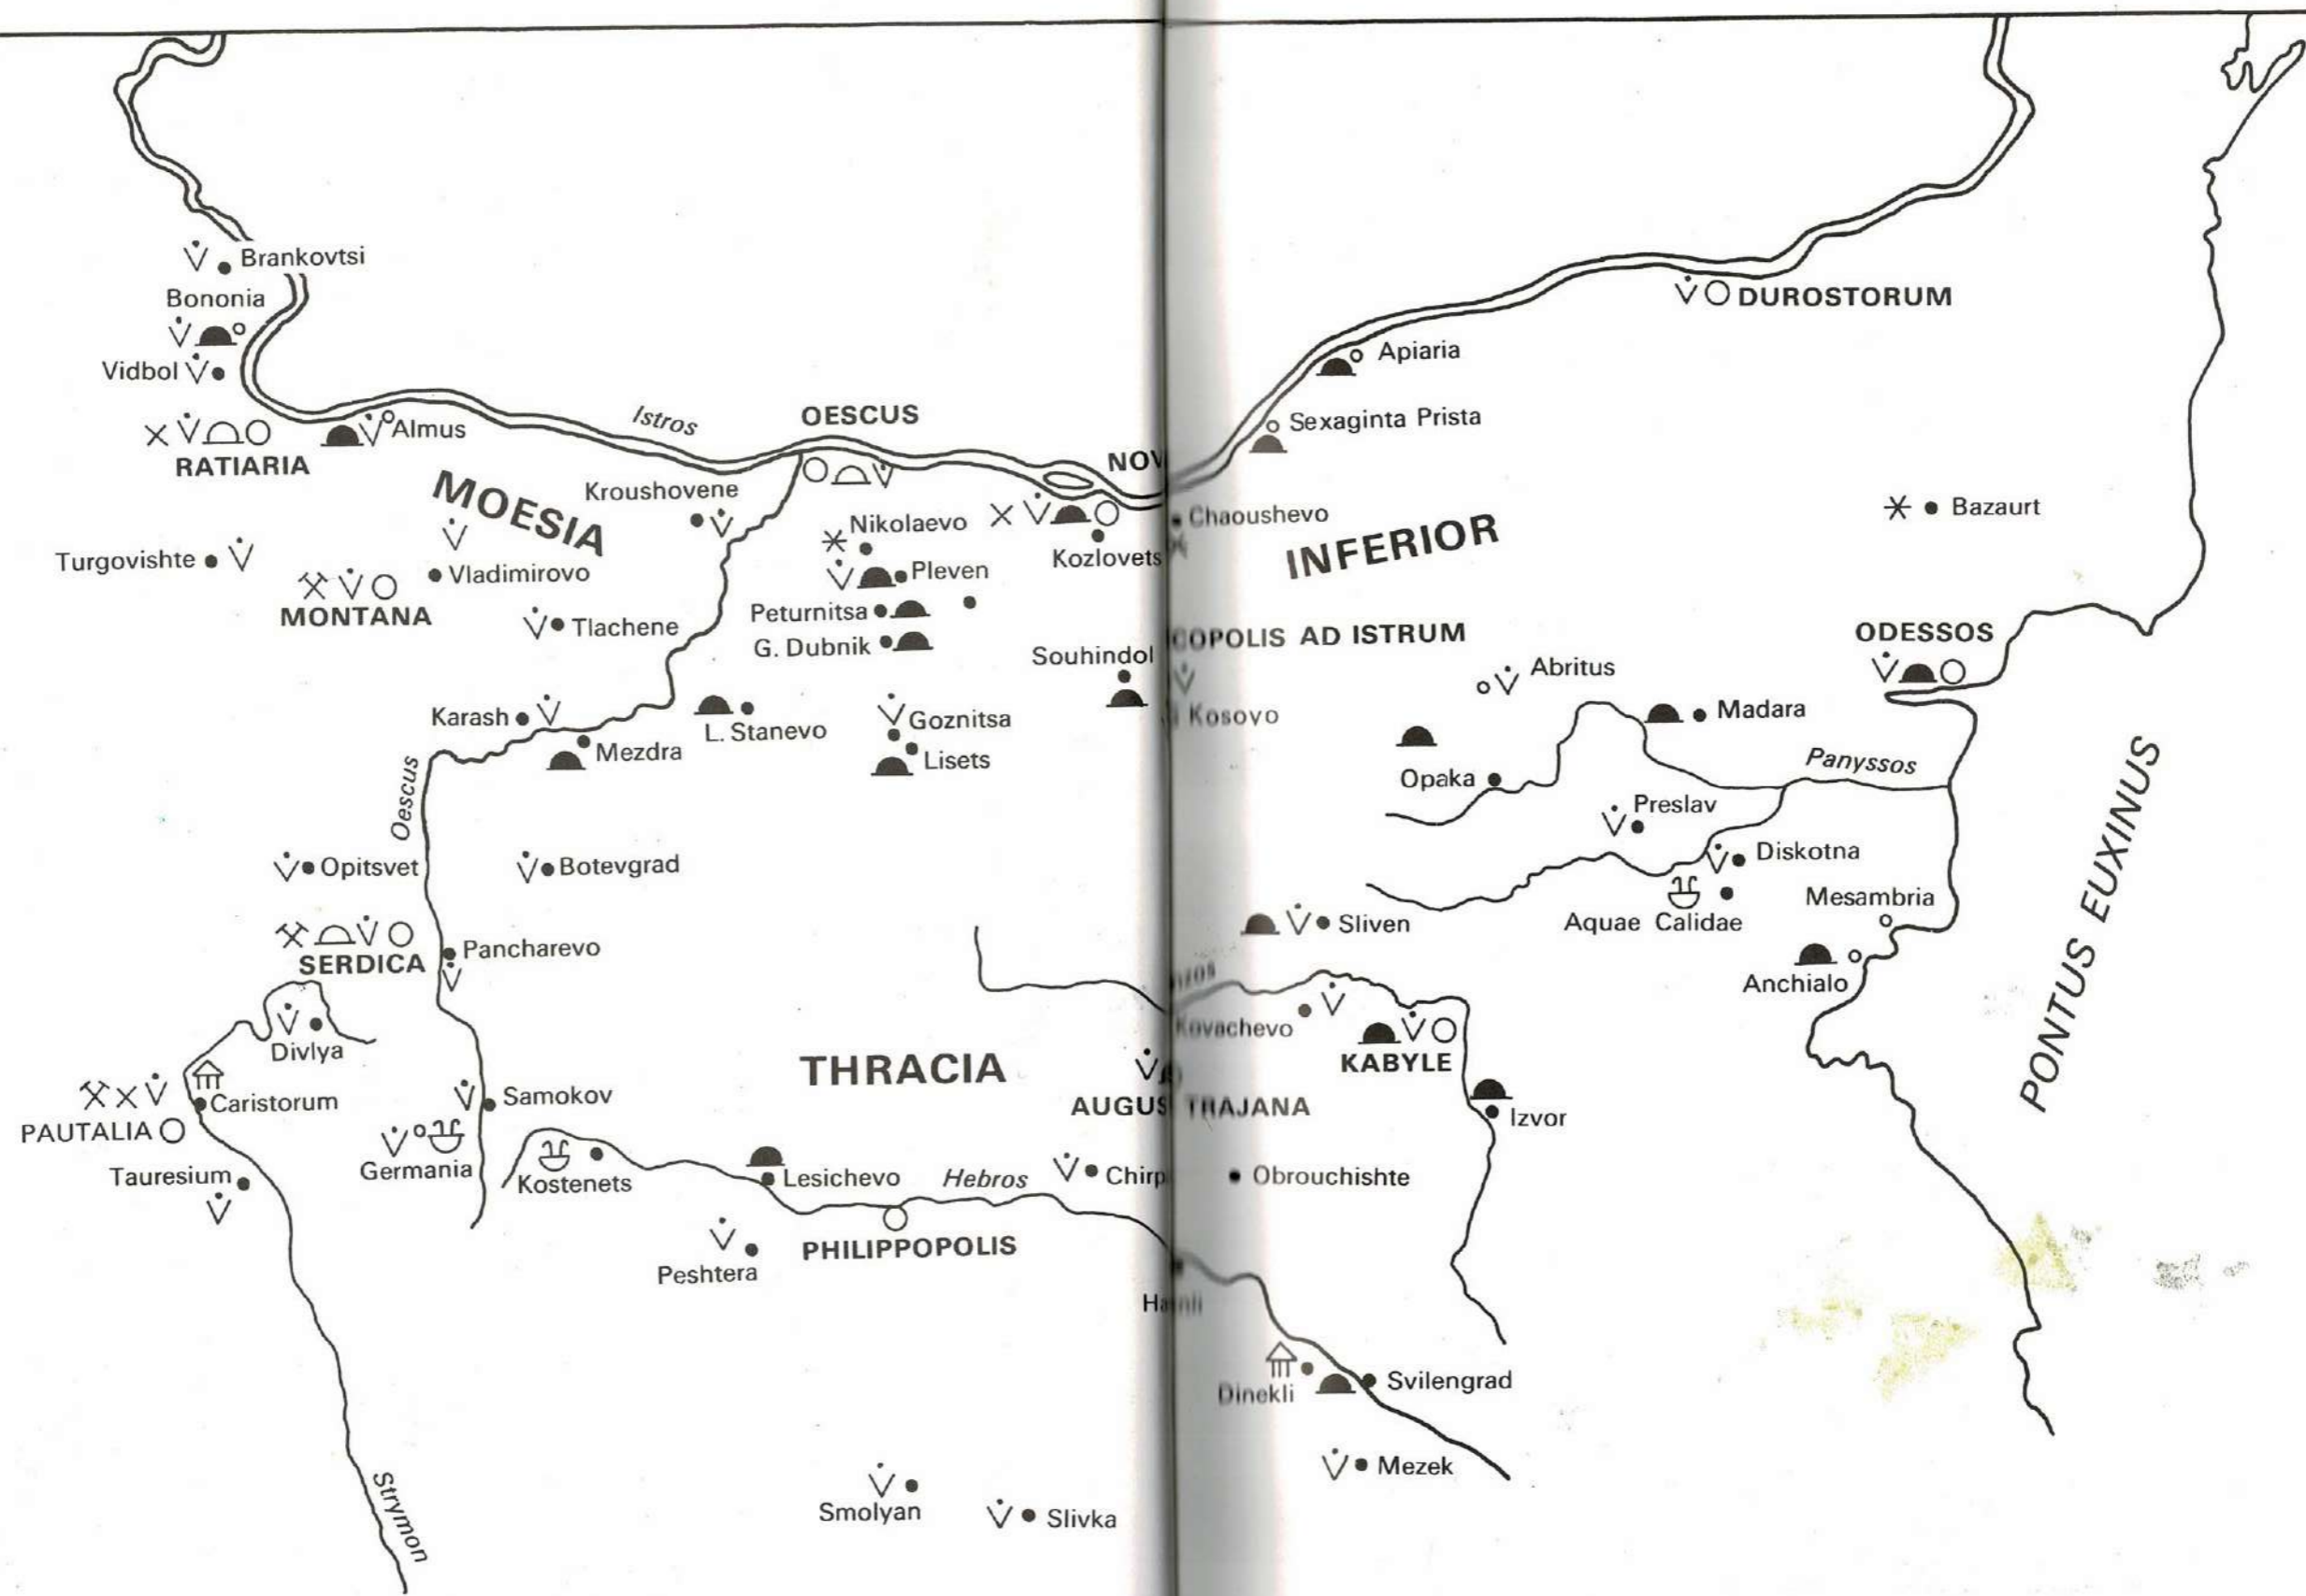 Brankovtsi
Bononia
Vidbol
RATIARIA
Almus
Istros
OESCUS
NOV
DUROSTORUM
Apiaria
Sexaginta Prista
MOESIA
INFERIOR
Kroushovene
Nikolaevo
Kozlovets
Chaoushevo
Bazaurt
Turgovishte
Vladimirovo
MONTANA
Tlachene
Pleven
Peturnitsa
G. Dubnik
Souhindol
COPOLIS AD ISTRUM
Kosovo
Abritus
ODESSOS
Karash
Mezdra
L. Stanevo
Goznitsa
Lisets
Opaka
Madara
Panyssos
Preslav
Diskotna
Aquae Calidae
Mesambria
Anchialo
PONTUS EUXINUS
Oescus
Opitsvet
Botevgrad
SERDICA
Pancharevo
Sliven
Divlya
THRACIA
Kovachevo
KABYLE
AUGUS TRAJANA
Izvor
Caristorum
PAUTALIA
Samokov
Germania
Tauresium
Kostenets
Lesichevo
Hebros
Chirp
Obrouchishte
Peshtera
PHILIPPOPOLIS
Dinekli
Svilengrad
Mezek
Smolyan
Slivka
Strymon